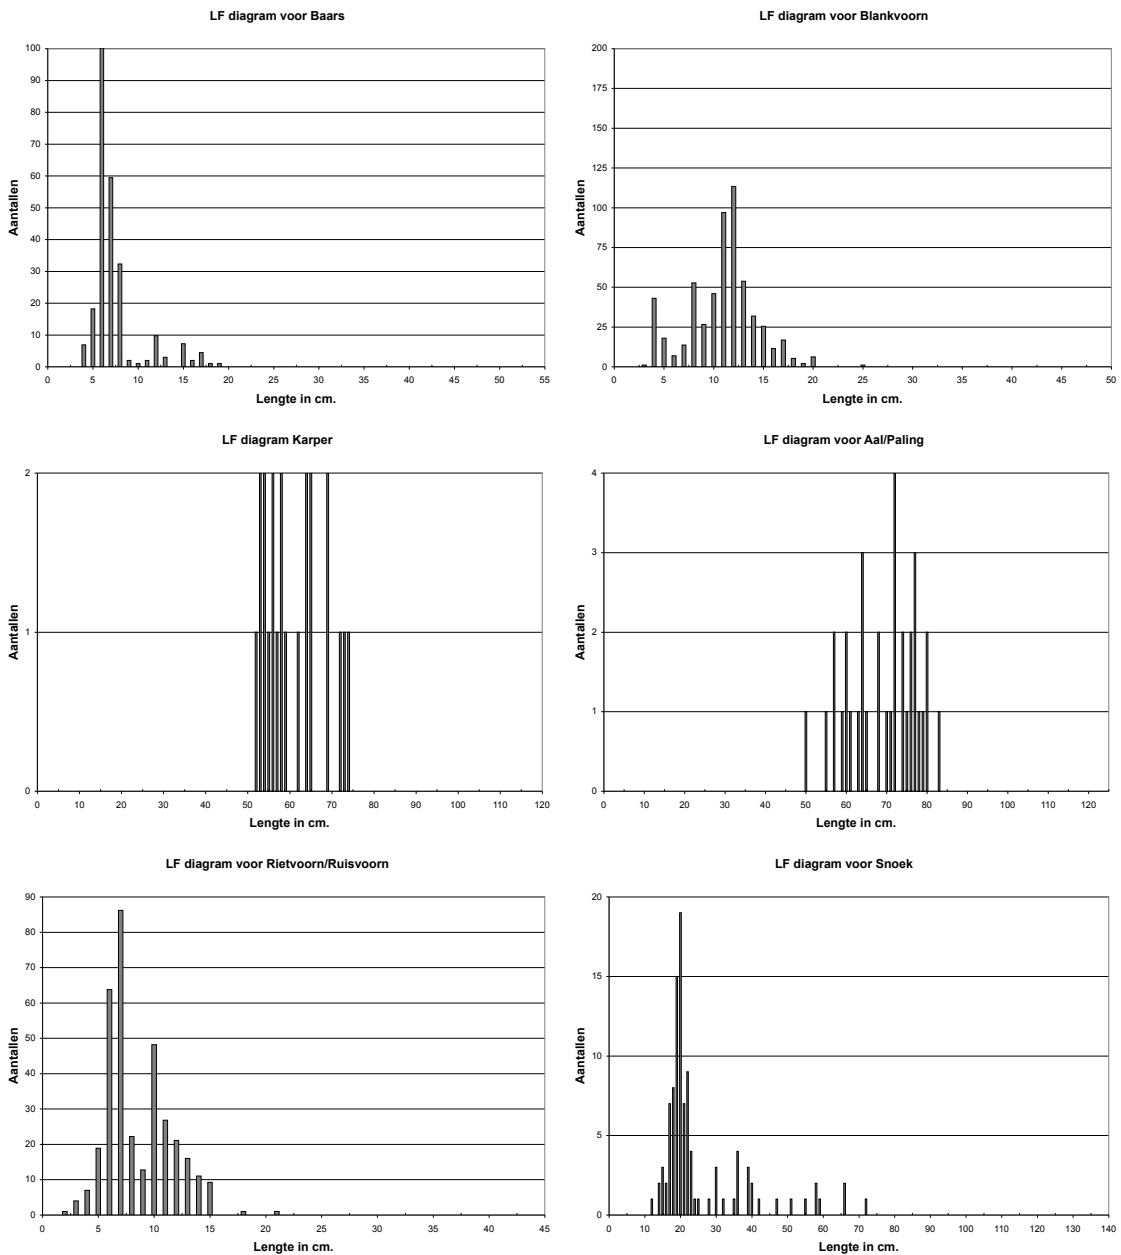 LF diagram voor Baars
100
90
80
70
60
50
40
30
20
10
0
Aantallen
0 5 10 15 20 25 30 35 40 45 50 55
Lengte in cm.
LF diagram voor Blankvoorn
200
175
150
125
100
75
50
25
0
Aantallen
0 5 10 15 20 25 30 35 40 45 50
Lengte in cm.
LF diagram Karper
2
1
0
Aantallen
0 10 20 30 40 50 60 70 80 90 100 110 120
Lengte in cm.
LF diagram voor Aal/Paling
4
3
2
1
0
Aantallen
0 10 20 30 40 50 60 70 80 90 100 110 120
Lengte in cm.
LF diagram voor Rietvoorn/Ruisvoorn
90
80
70
60
50
40
30
20
10
0
Aantallen
0 5 10 15 20 25 30 35 40 45
Lengte in cm.
LF diagram voor Snoek
20
15
10
5
0
Aantallen
0 10 20 30 40 50 60 70 80 90 100 110 120 130 140
Lengte in cm.